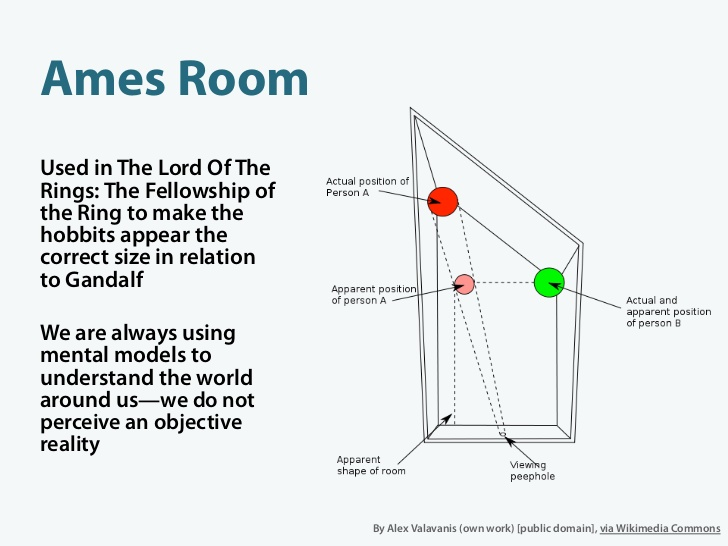 Ames Room
Used in The Lord Of The
Rings: The Fellowship of
the Ring to make the
hobbits appear the
correct size in relation
to Gandalf
We are always using
mental models to
understand the world
around us—we do not
perceive an objective
reality
Actual position of
Person A
Apparent position
of person A
Actual and
apparent position
of person B
Apparent
shape of room
Viewing
peephole
By Alex Valavanis (own work) [public domain], via Wikimedia Commons